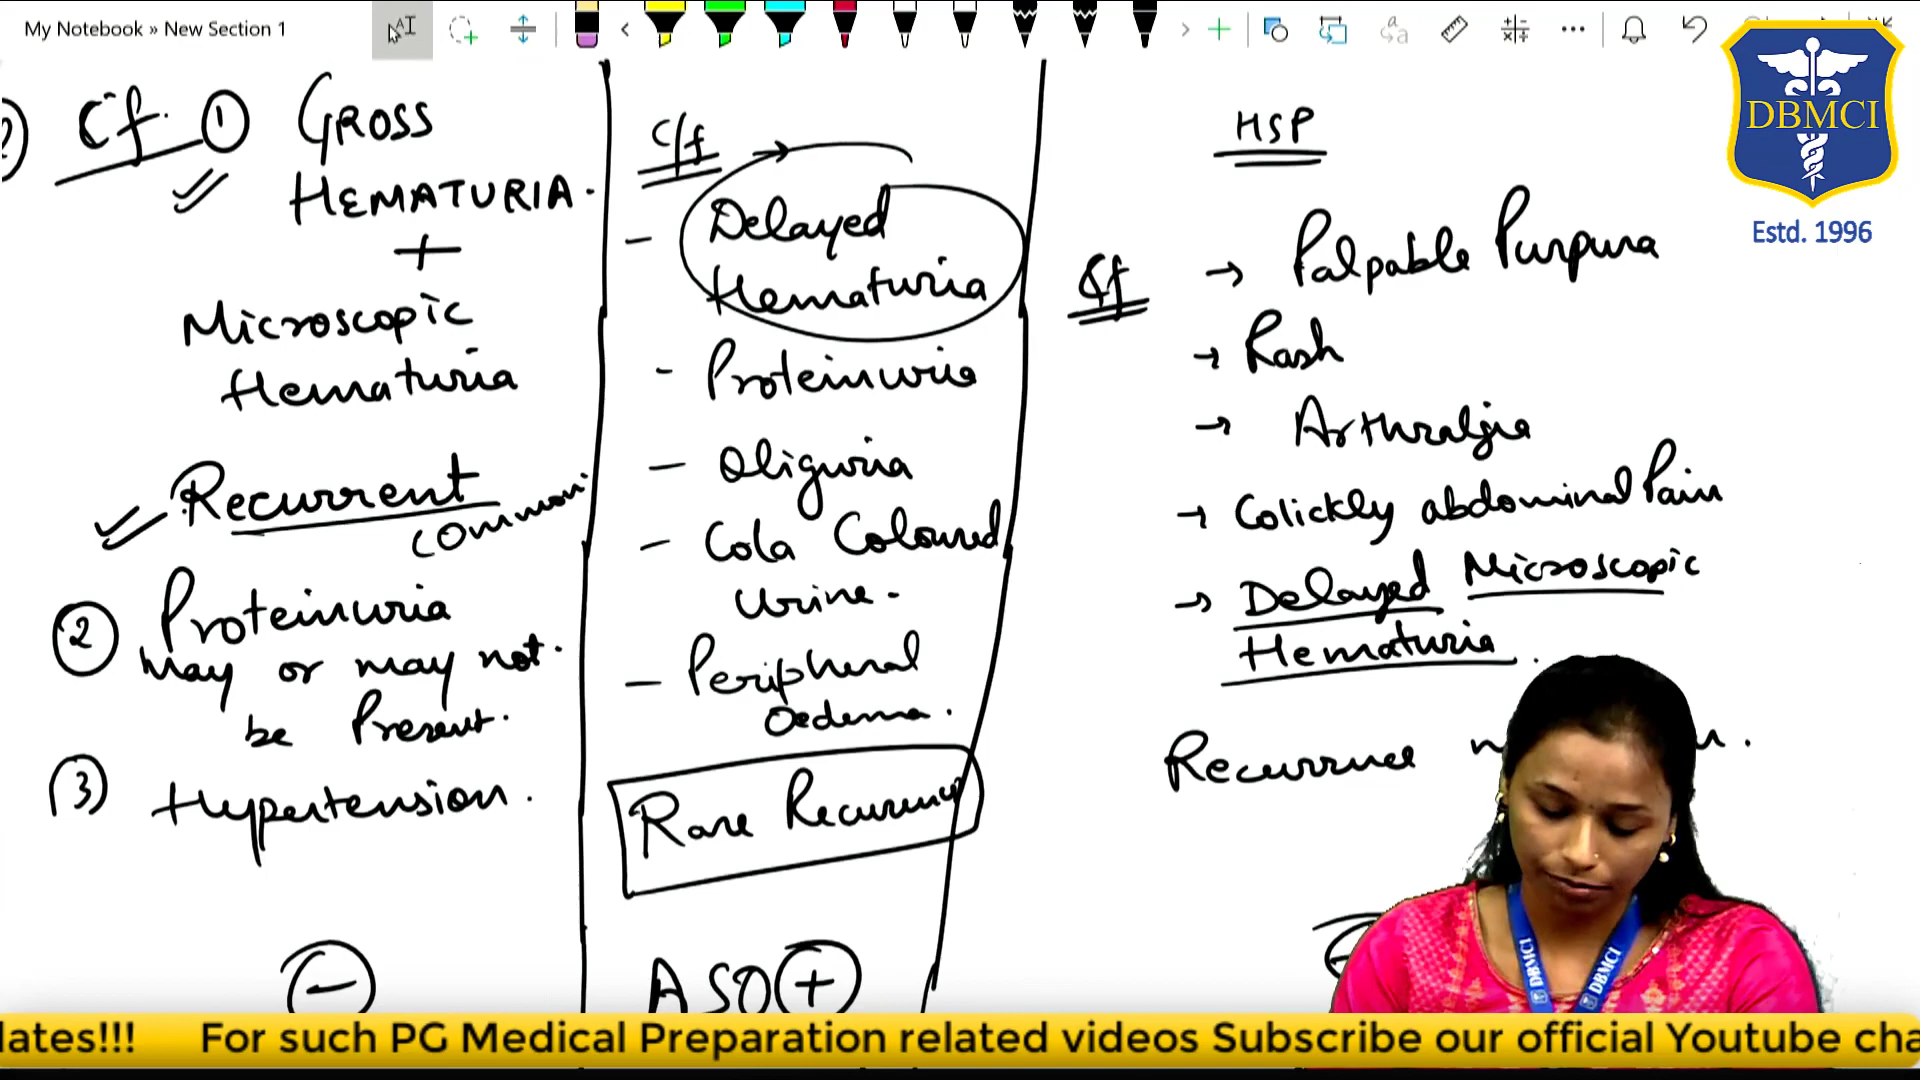 My Notebook » New Section 1
Cf. ① GROSS
HEMATURIA.
+
Microscopic
Hematuria
Recurrent
common
② Proteinuria
may or may not.
be Present.
③ Hypertension.
⊖
C/f
- Delayed
Hematuria
- Proteinuria
- Oliguria
- Cola Coloured
Urine.
- Peripheral
Oedema.
Rare Recurrency
ASO ⊕
HSP
Cf → Palpable Purpura
→ Rash
→ Arthralgia
→ Colickly abdominal Pain
→ Delayed Microscopic
Hematuria.
Recurrence
DBMCI
Estd. 1996
DBMCI
DBMCI
lates!!! For such PG Medical Preparation related videos Subscribe our official Youtube cha